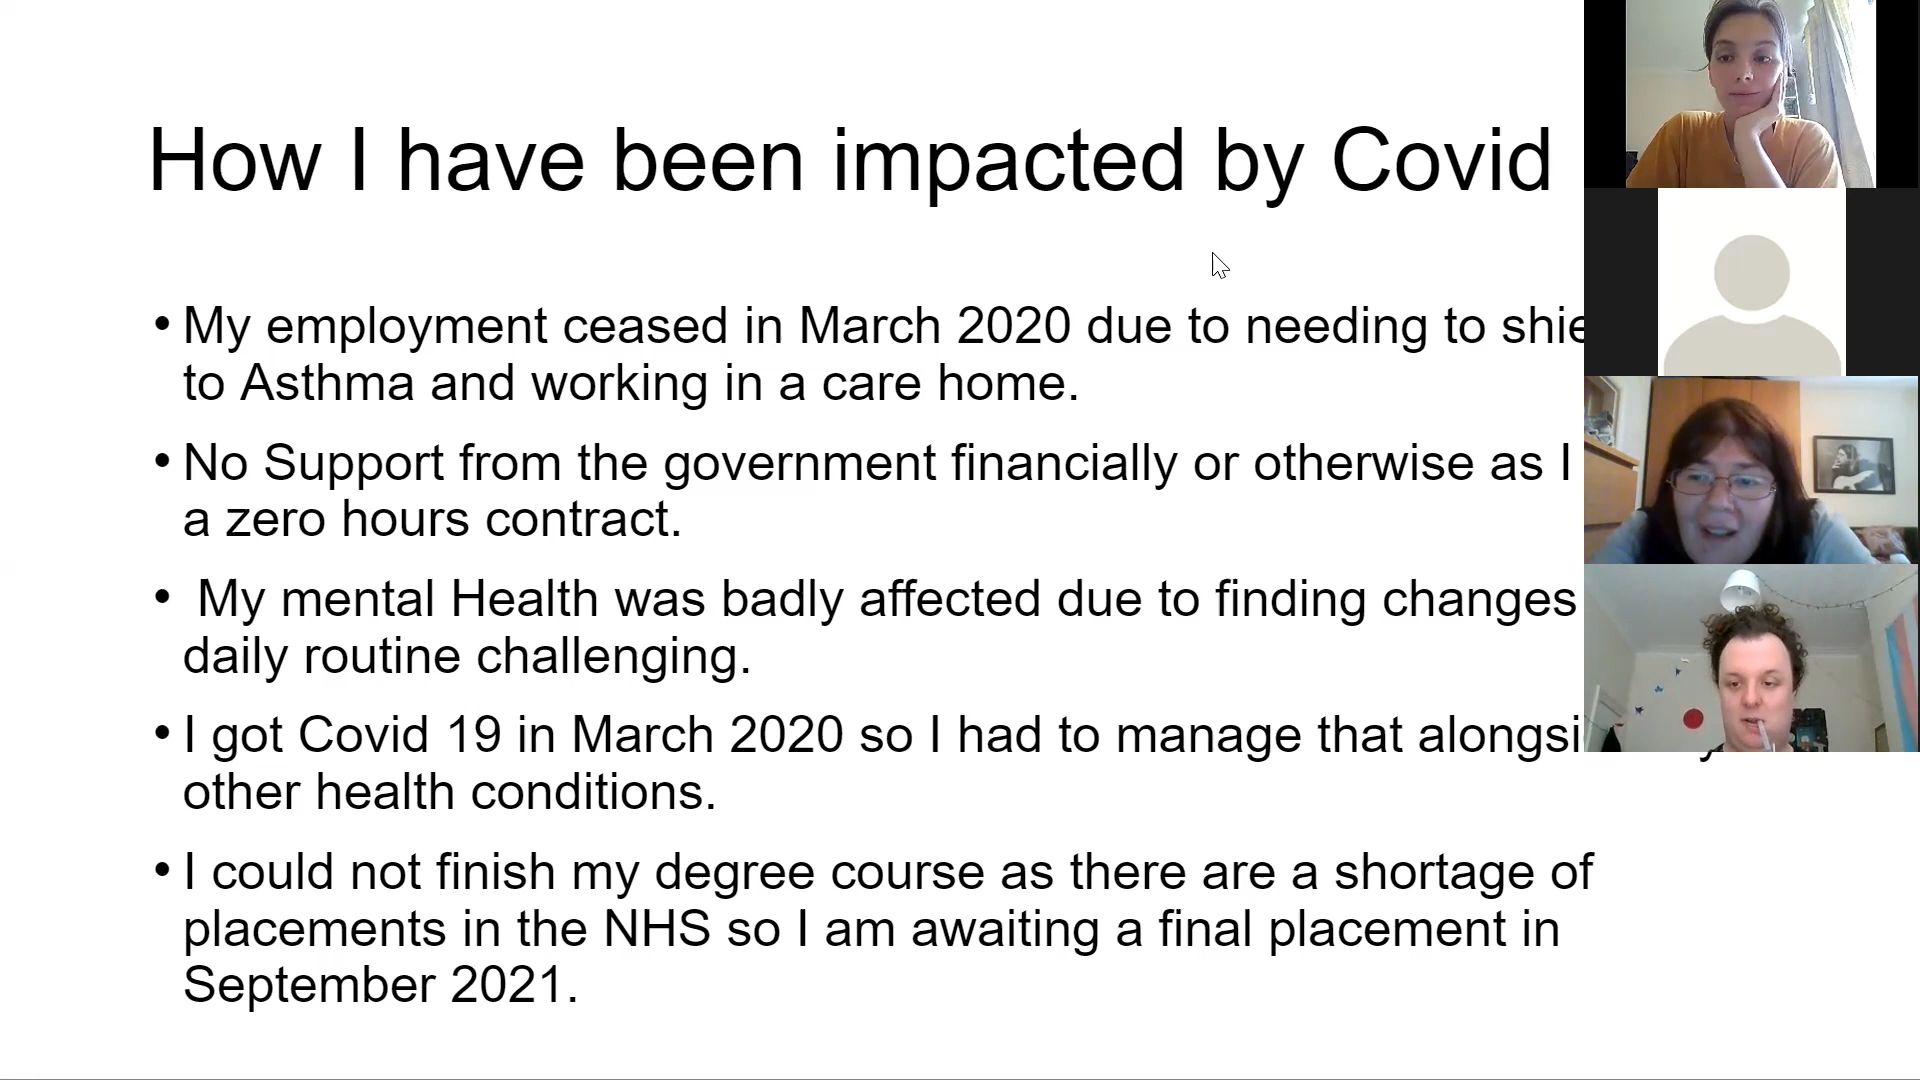 How I have been impacted by Covid
• My employment ceased in March 2020 due to needing to
to Asthma and working in a care home.
• No Support from the government financially or otherwise as I
a zero hours contract.
• My mental Health was badly affected due to finding changes
daily routine challenging.
• I got Covid 19 in March 2020 so I had to manage that
other health conditions.
• I could not finish my degree course as there are a shortage of
placements in the NHS so I am awaiting a final placement in
September 2021.